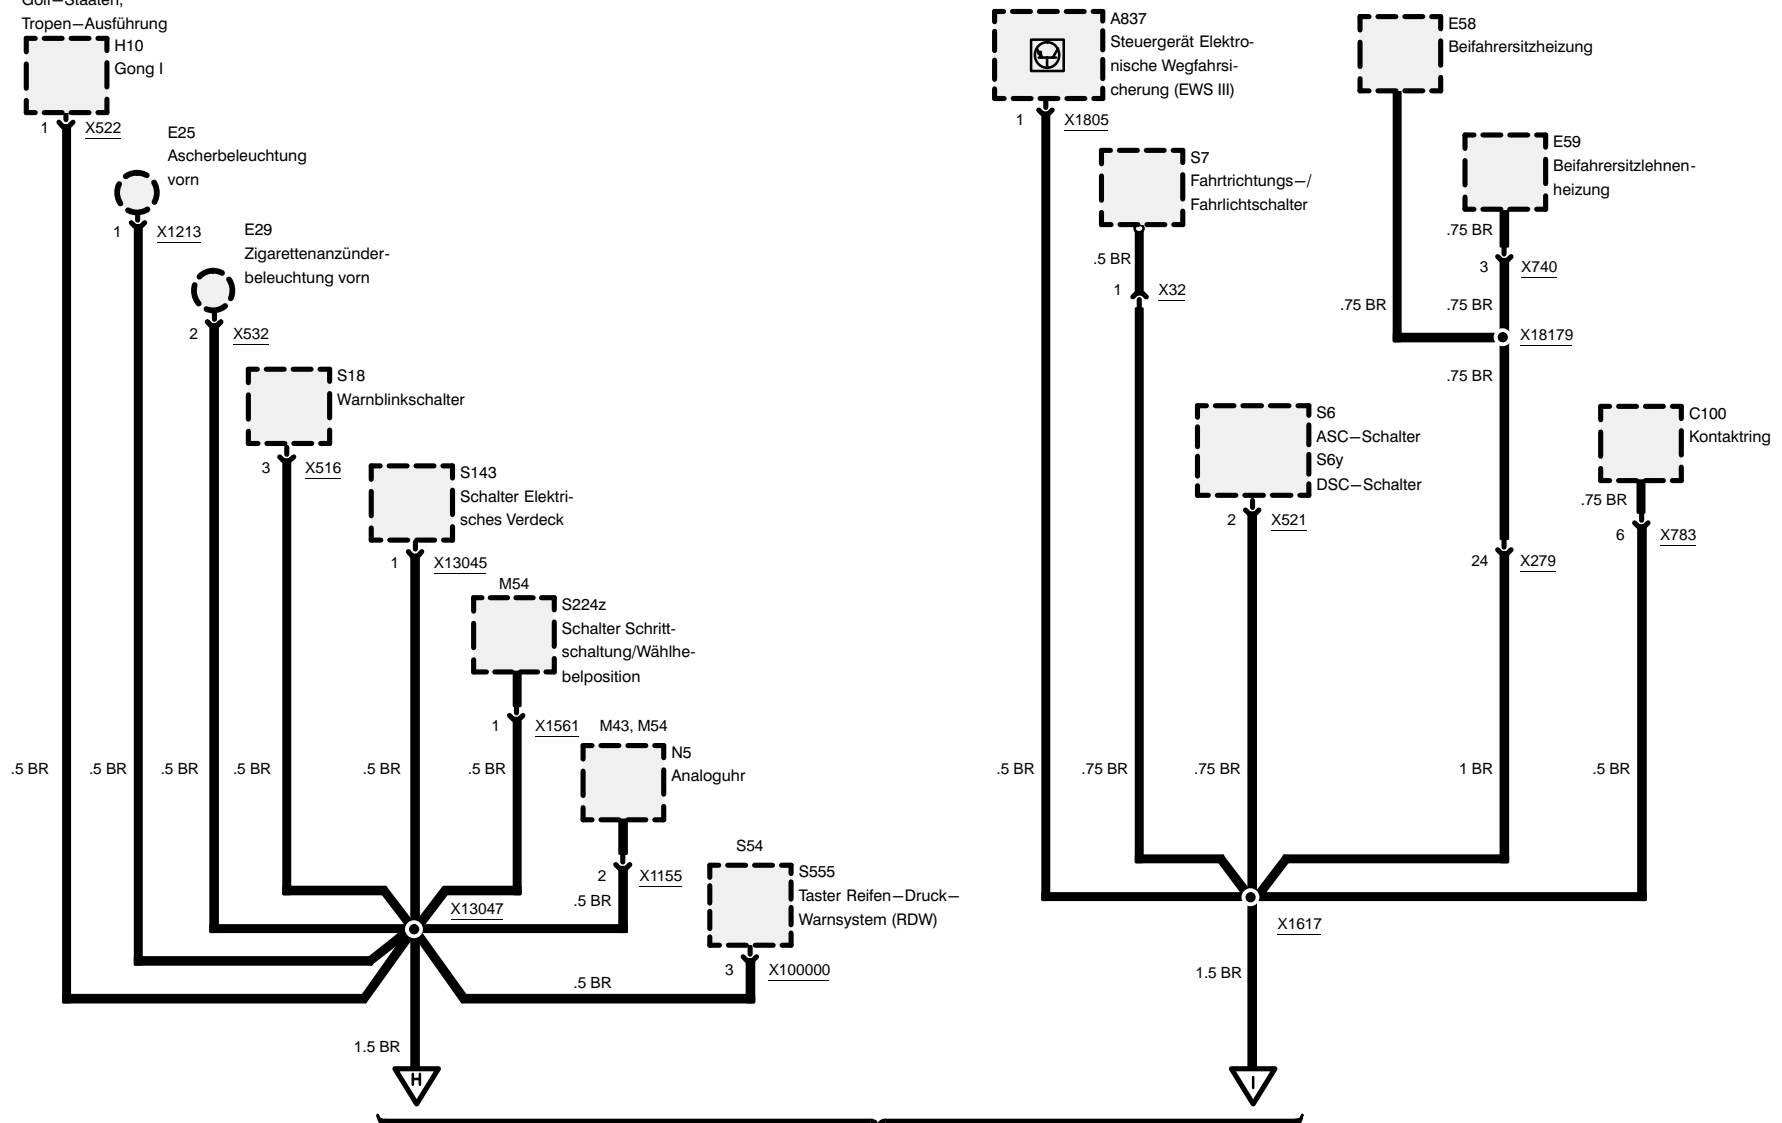 Golf–Staaten,
Tropen–Ausführung
H10
Gong I
1 X522
E25
Ascherbeleuchtung
vorn
1 X1213
E29
Zigarettenanzünder-
beleuchtung vorn
2 X532
S18
Warnblinkschalter
3 X516
S143
Schalter Elektri-
sches Verdeck
1 X13045
M54
S224z
Schalter Schritt-
schaltung/Wählhe-
belposition
1 X1561
M43, M54
N5
Analoguhr
.5 BR .5 BR .5 BR .5 BR .5 BR .5 BR
2 X1155
.5 BR
S54
S555
Taster Reifen–Druck–
Warnsystem (RDW)
3 X100000
.5 BR
X13047
1.5 BR
H
A837
Steuergerät Elektro-
nische Wegfahrsi-
cherung (EWS III)
1 X1805
S7
Fahrtrichtungs–/
Fahrlichtschalter
.5 BR
1 X32
E58
Beifahrersitzheizung
E59
Beifahrersitzlehnen-
heizung
.75 BR
3 X740
.75 BR .75 BR
X18179
.75 BR
S6
ASC–Schalter
S6y
DSC–Schalter
2 X521
C100
Kontaktring
.75 BR
6 X783
24 X279
.5 BR .75 BR .75 BR 1 BR .5 BR
X1617
1.5 BR
I